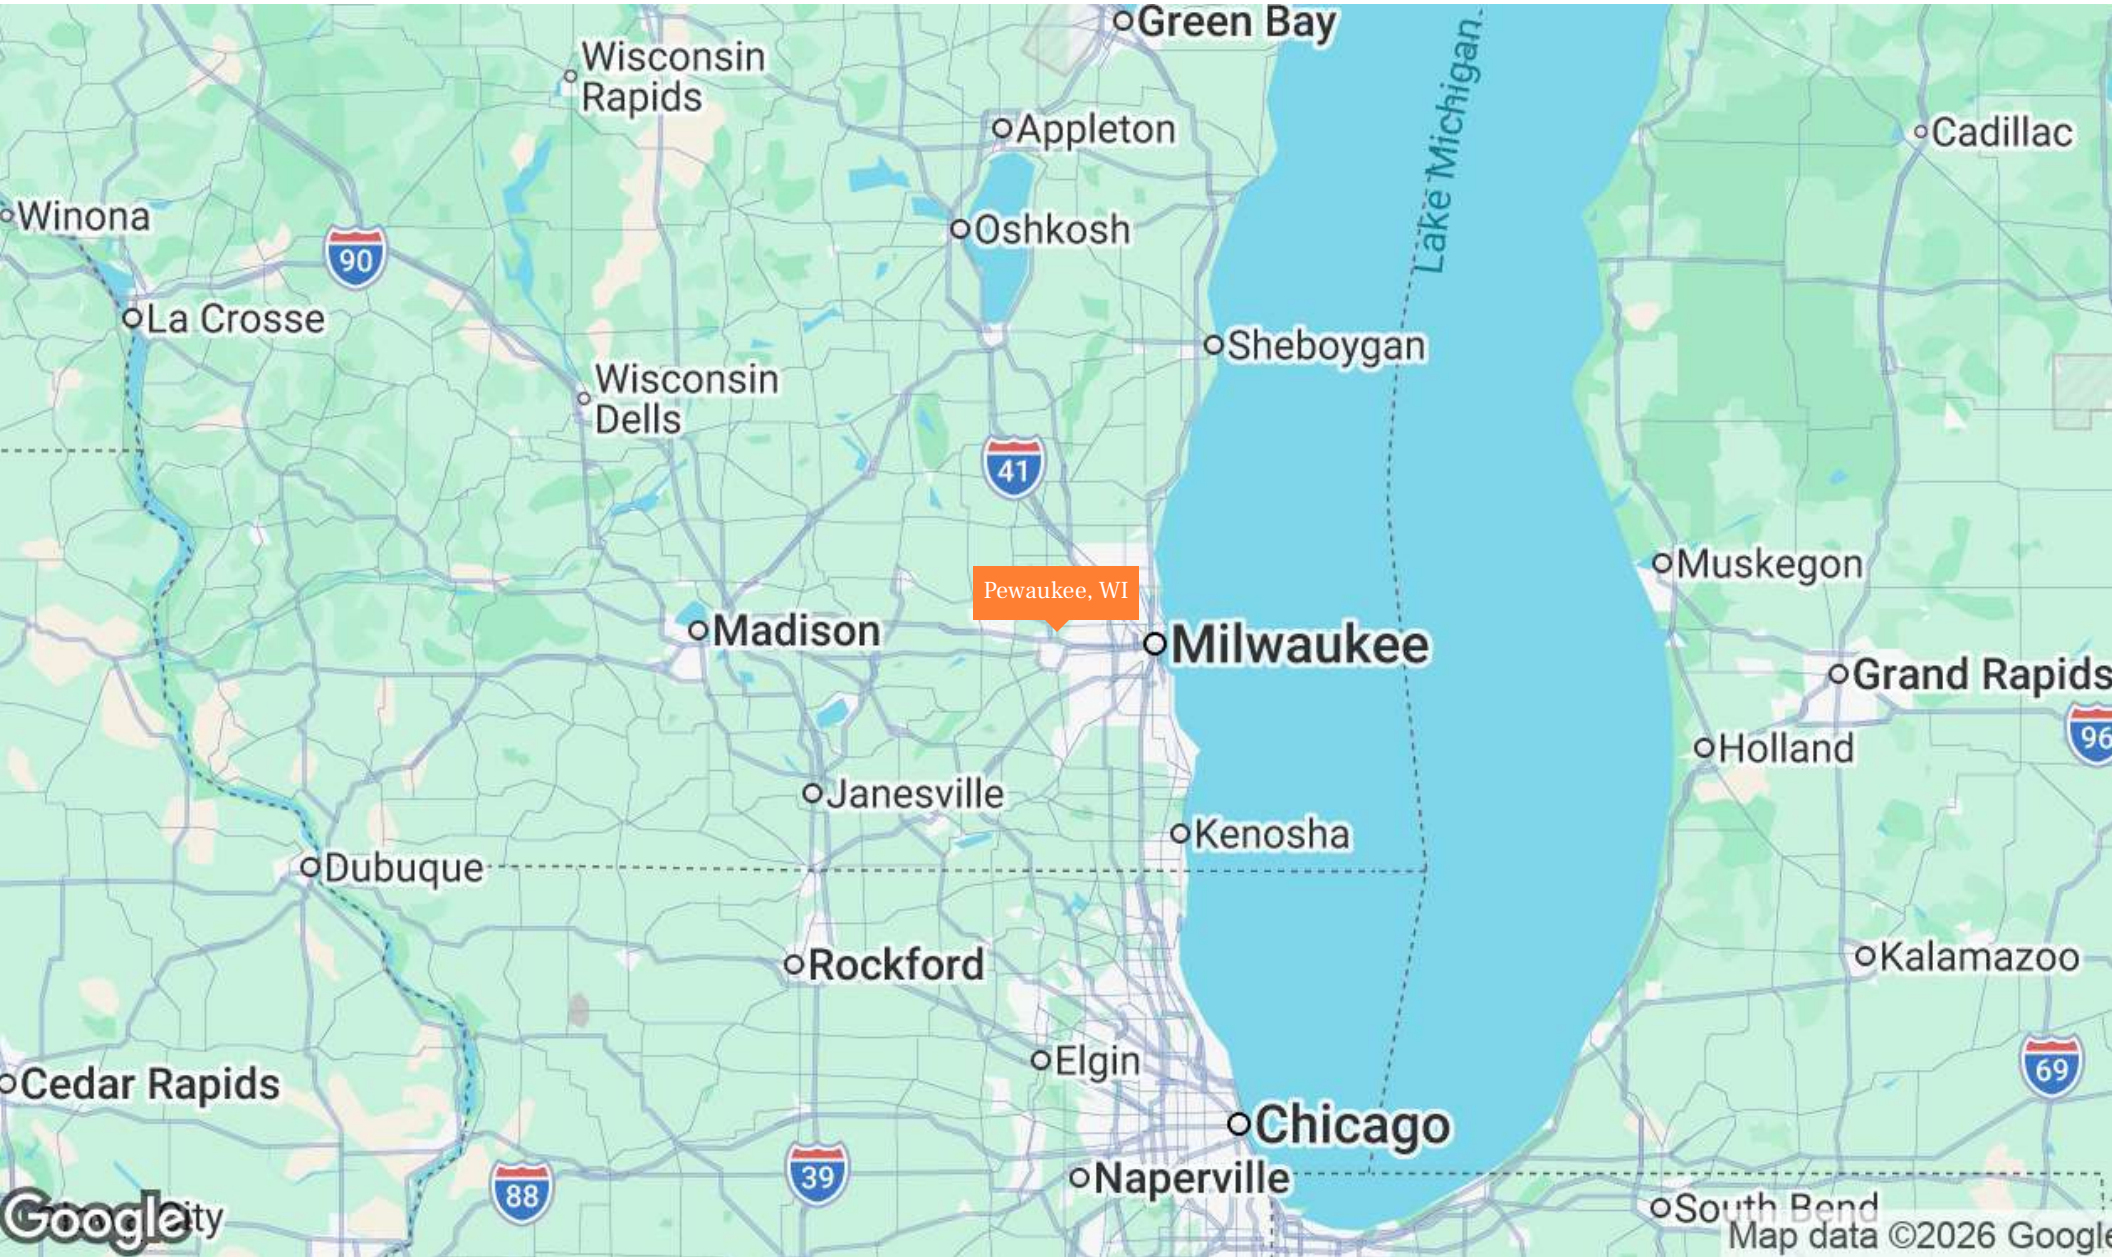 Green Bay
Wisconsin
Rapids
Appleton
Cadillac
Lake Michigan
Winona
Oshkosh
90
La Crosse
Sheboygan
Wisconsin
Dells
41
Muskegon
Pewaukee, WI
Madison
Milwaukee
Grand Rapids
96
Holland
Janesville
Kenosha
Dubuque
Rockford
Kalamazoo
Elgin
69
Cedar Rapids
Chicago
39
Naperville
88
South Bend
Google
City
Map data ©2026 Google